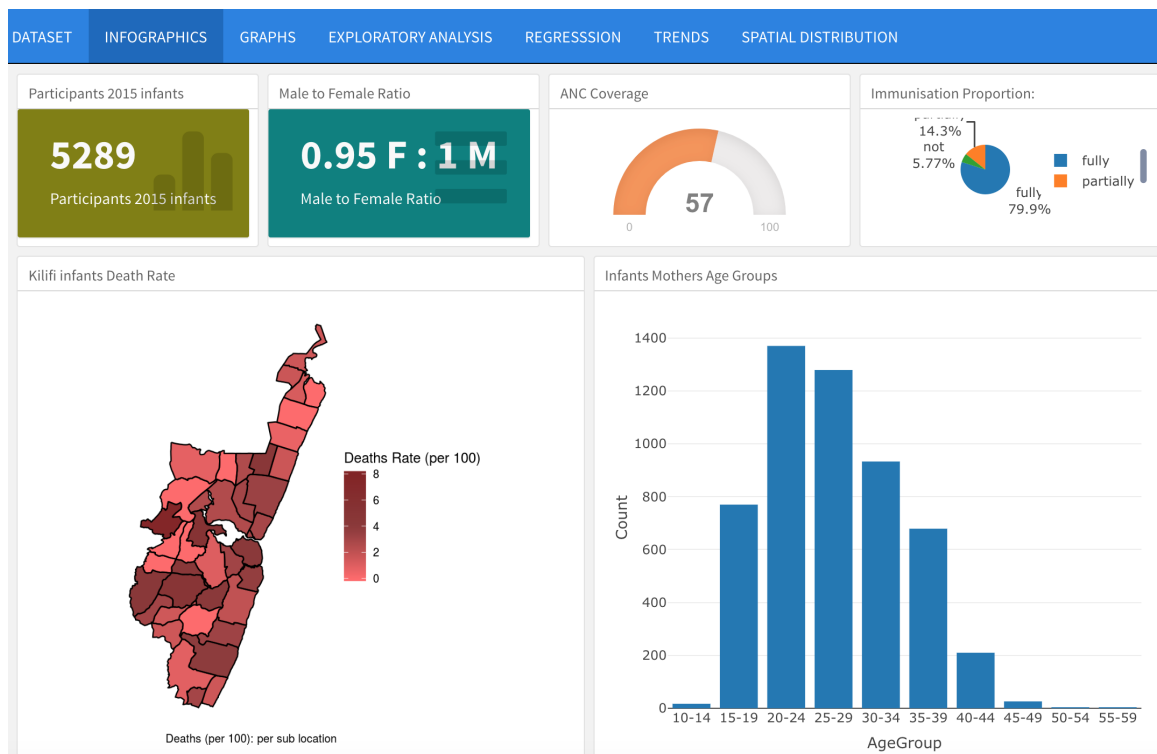 DATASET INFOGRAPHICS GRAPHS EXPLORATORY ANALYSIS REGRESSSION TRENDS SPATIAL DISTRIBUTION
Participants 2015 infants
5289
Participants 2015 infants
Male to Female Ratio
0.95 F : 1 M
Male to Female Ratio
ANC Coverage
57
0 100
Immunisation Proportion:
14.3%
not
5.77%
fully
79.9%
fully
partially
Kilifi infants Death Rate
Deaths Rate (per 100)
8
6
4
2
0
Deaths (per 100): per sub location
Infants Mothers Age Groups
1400
1200
1000
800
600
400
200
0
Count
10-14 15-19 20-24 25-29 30-34 35-39 40-44 45-49 50-54 55-59
AgeGroup